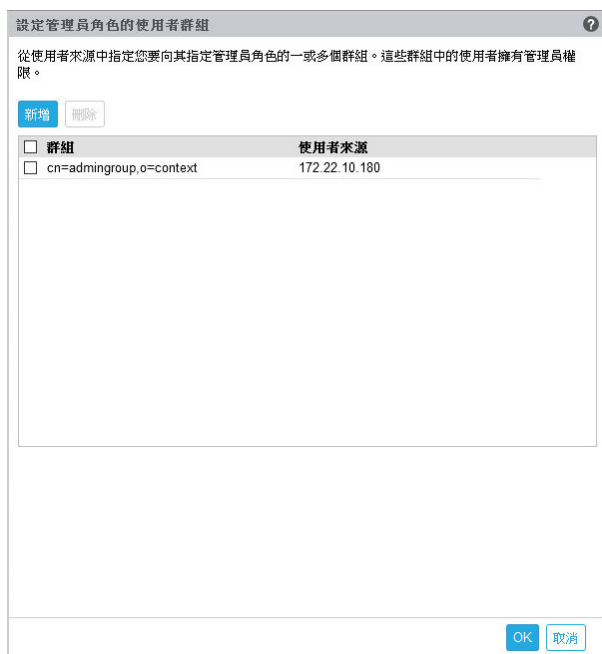 設定管理員角色的使用者群組
從使用者來源中指定您要向其指定管理員角色的一或多個群組。這些群組中的使用者擁有管理員權
限。
新增 刪除
群組 使用者來源
cn=admingroup,o=context 172.22.10.180
OK 取消